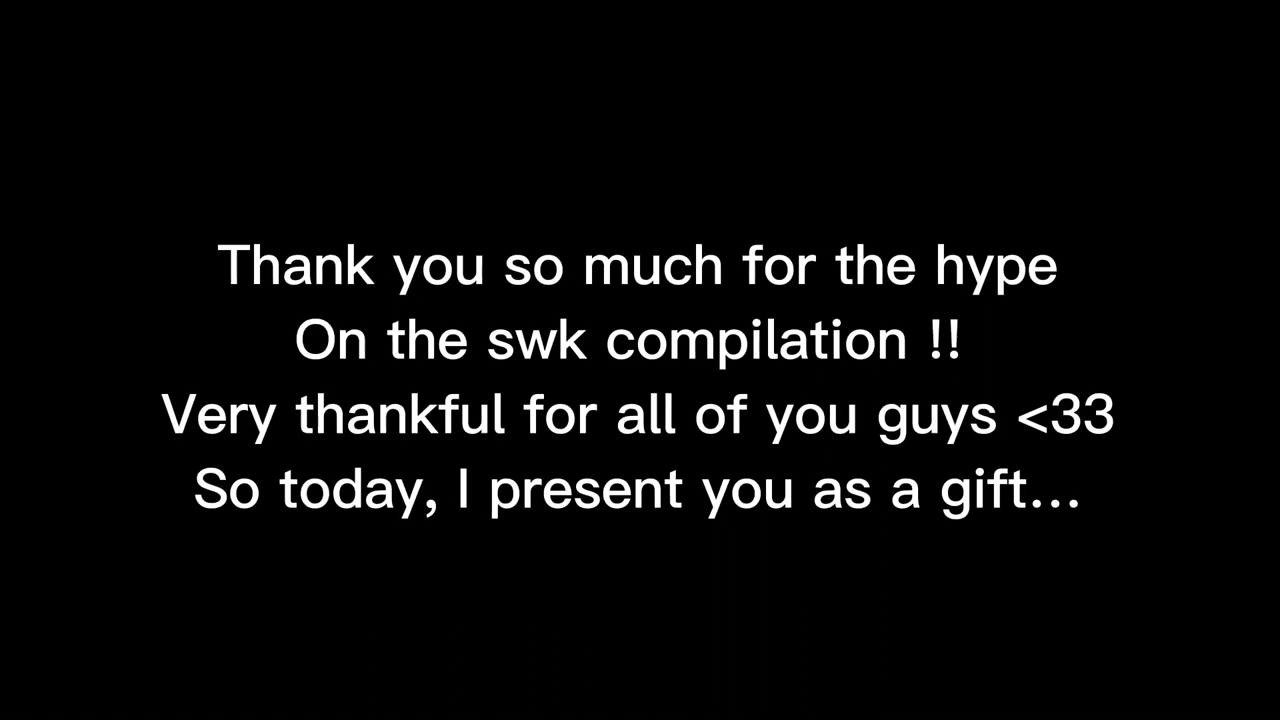 Thank you so much for the hype
On the swk compilation !!
Very thankful for all of you guys <33
So today, I present you as a gift...